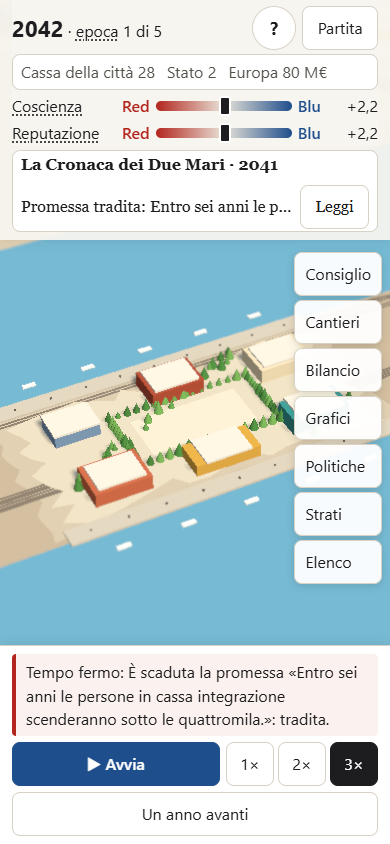 2042 · epoca 1 di 5
?
Partita
Cassa della città 28 Stato 2 Europa 80 M€
Coscienza Red Blu +2,2
Reputazione Red Blu +2,2
La Cronaca dei Due Mari · 2041
Promessa tradita: Entro sei anni le p...
Leggi
Consiglio
Cantieri
Bilancio
Grafici
Politiche
Strati
Elenco
Tempo fermo: È scaduta la promessa «Entro sei
anni le persone in cassa integrazione
scenderanno sotto le quattromila.»: tradita.
▶ Avvia
1×
2×
3×
Un anno avanti